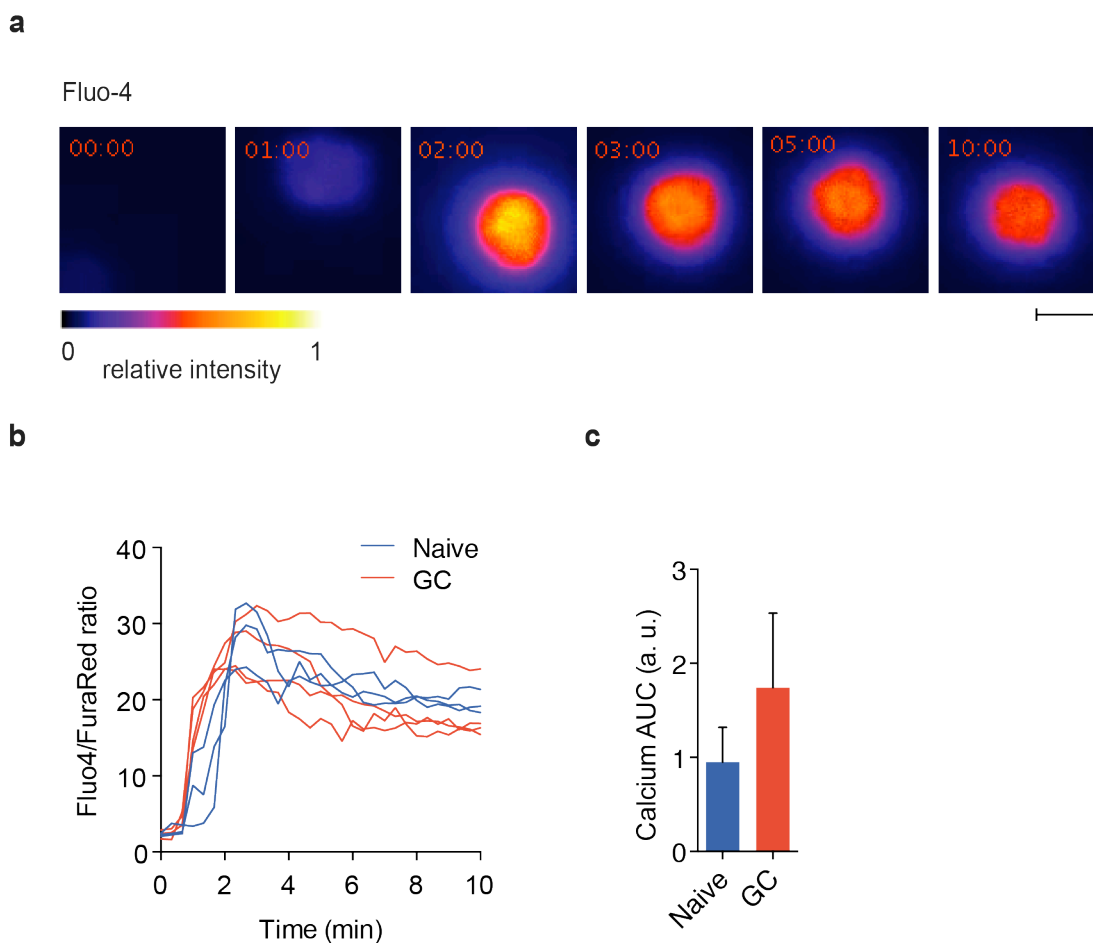 a
Fluo-4
00:00 01:00 02:00 03:00 05:00 10:00
0 1
relative intensity
b
c
Naive
GC
40
30
20
10
0
Fluo4/FuraRed ratio
0 2 4 6 8 10
Time (min)
3
2
1
0
Calcium AUC (a. u.)
Naive
GC